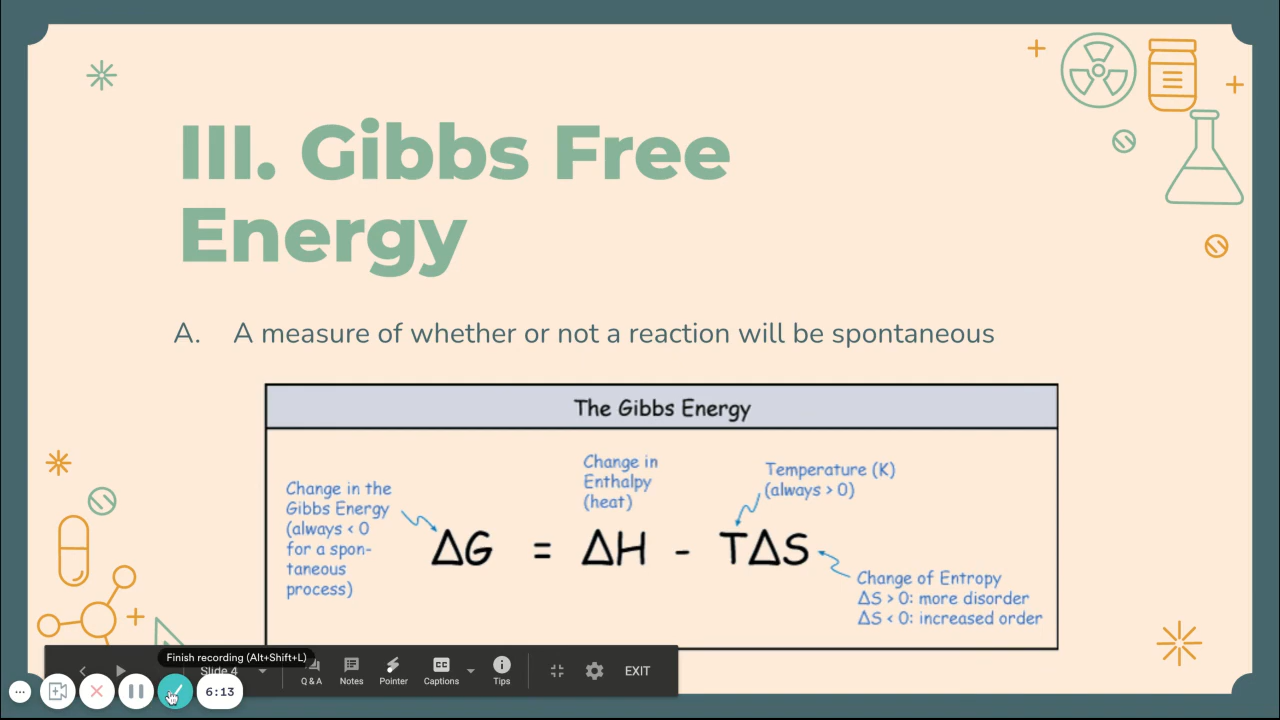 III. Gibbs Free
Energy
A. A measure of whether or not a reaction will be spontaneous
The Gibbs Energy
Change in the
Gibbs Energy
(always < 0
for a spon-
taneous
process)
Change in
Enthalpy
(heat)
Temperature (K)
(always > 0)
ΔG = ΔH - TΔS
Change of Entropy
ΔS > 0: more disorder
ΔS < 0: increased order
Finish recording (Alt+Shift+L)
Slide 4
Q & A
Notes
Pointer
Captions
Tips
EXIT
6:13